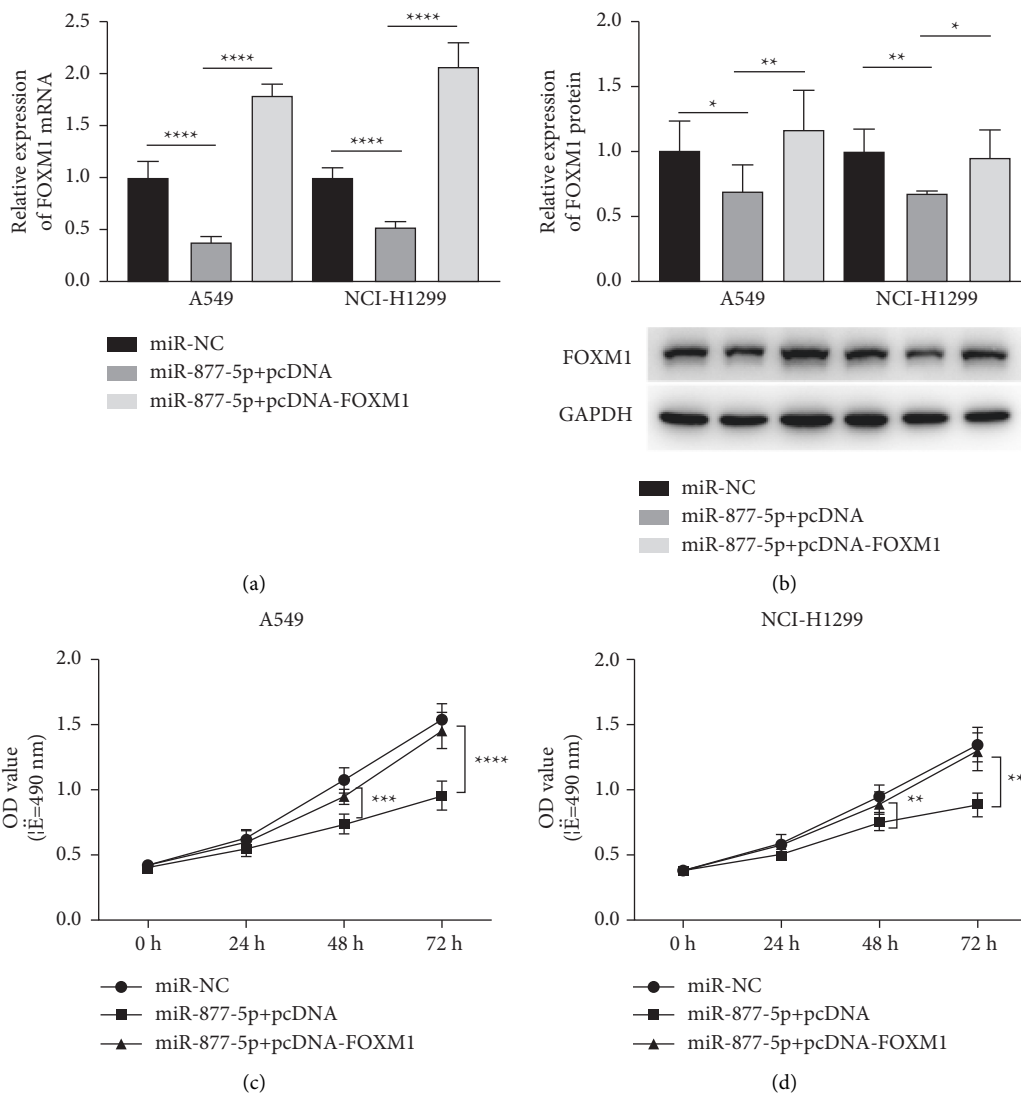 2.5
2.0
1.5
1.0
0.5
0.0
Relative expression
of FOXM1 mRNA
****
****
****
****
A549
NCI-H1299
miR-NC
miR-877-5p+pcDNA
miR-877-5p+pcDNA-FOXM1
(a)
2.0
1.5
1.0
0.5
0.0
Relative expression
of FOXM1 protein
*
**
**
*
A549
NCI-H1299
FOXM1
GAPDH
miR-NC
miR-877-5p+pcDNA
miR-877-5p+pcDNA-FOXM1
(b)
A549
2.0
1.5
1.0
0.5
0.0
OD value
(¦Ë=490 nm)
***
****
0 h
24 h
48 h
72 h
miR-NC
miR-877-5p+pcDNA
miR-877-5p+pcDNA-FOXM1
(c)
NCI-H1299
2.0
1.5
1.0
0.5
0.0
OD value
(¦Ë=490 nm)
**
0 h
24 h
48 h
72 h
miR-NC
miR-877-5p+pcDNA
miR-877-5p+pcDNA-FOXM1
(d)